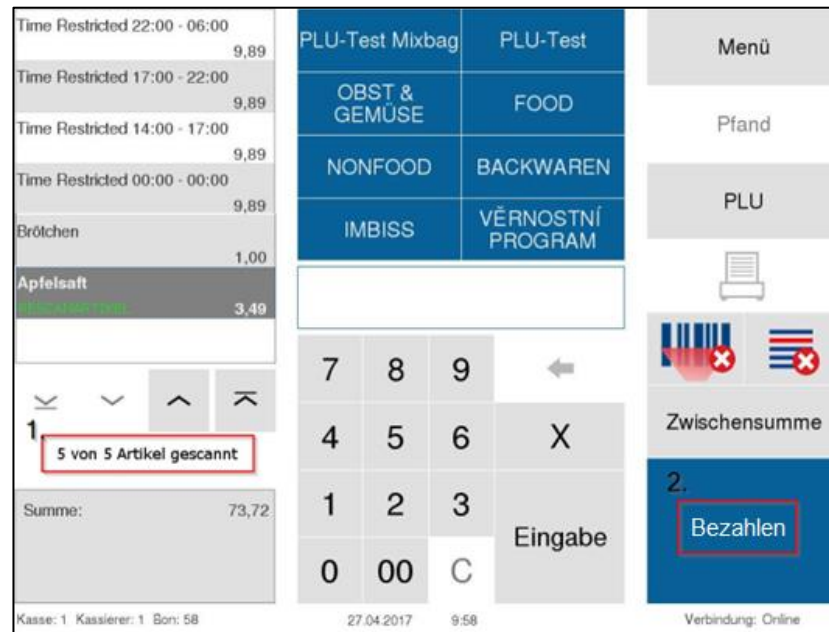 Time Restricted 22:00 - 06:00
9,89
Time Restricted 17:00 - 22:00
9,89
Time Restricted 14:00 - 17:00
9,89
Time Restricted 00:00 - 00:00
9,89
Brötchen
1,00
Apfelsaft
3,49
1.
5 von 5 Artikel gescannt
Summe: 73,72
PLU-Test Mixbag
PLU-Test
OBST &
GEMÜSE
FOOD
NONFOOD
BACKWAREN
IMBISS
VĚRNOSTNÍ
PROGRAM
7 8 9
4 5 6 X
1 2 3
Eingabe
0 00 C
Menü
Pfand
PLU
Zwischensumme
2.
Bezahlen
Kasse: 1 Kassierer: 1 Bon: 58
27.04.2017 9:58
Verbindung: Online